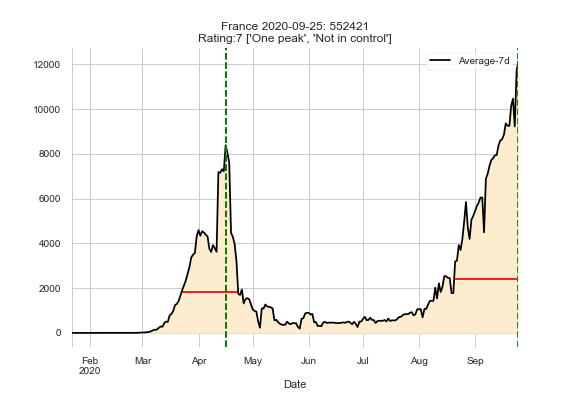 France 2020-09-25: 552421
Rating:7 ['One peak', 'Not in control']
Average-7d
12000
10000
8000
6000
4000
2000
0
Feb Mar Apr May Jun Jul Aug Sep
2020
Date